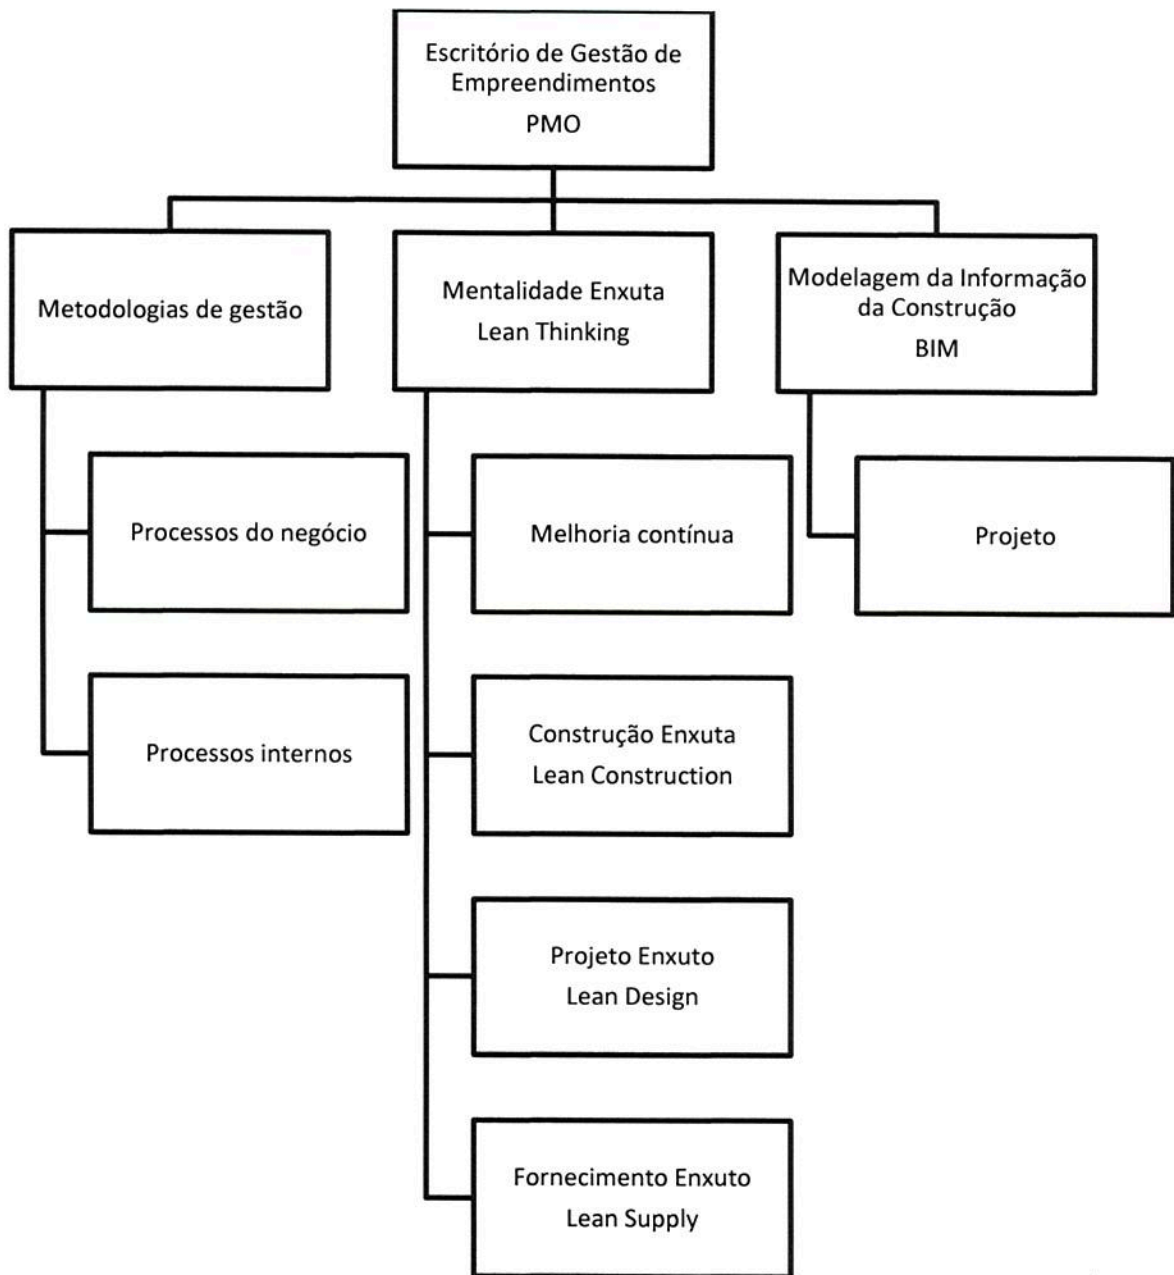 Escritório de Gestão de
Empreendimentos
PMO
Metodologias de gestão
Mentalidade Enxuta
Lean Thinking
Modelagem da Informação
da Construção
BIM
Processos do negócio
Melhoria contínua
Projeto
Processos internos
Construção Enxuta
Lean Construction
Projeto Enxuto
Lean Design
Fornecimento Enxuto
Lean Supply